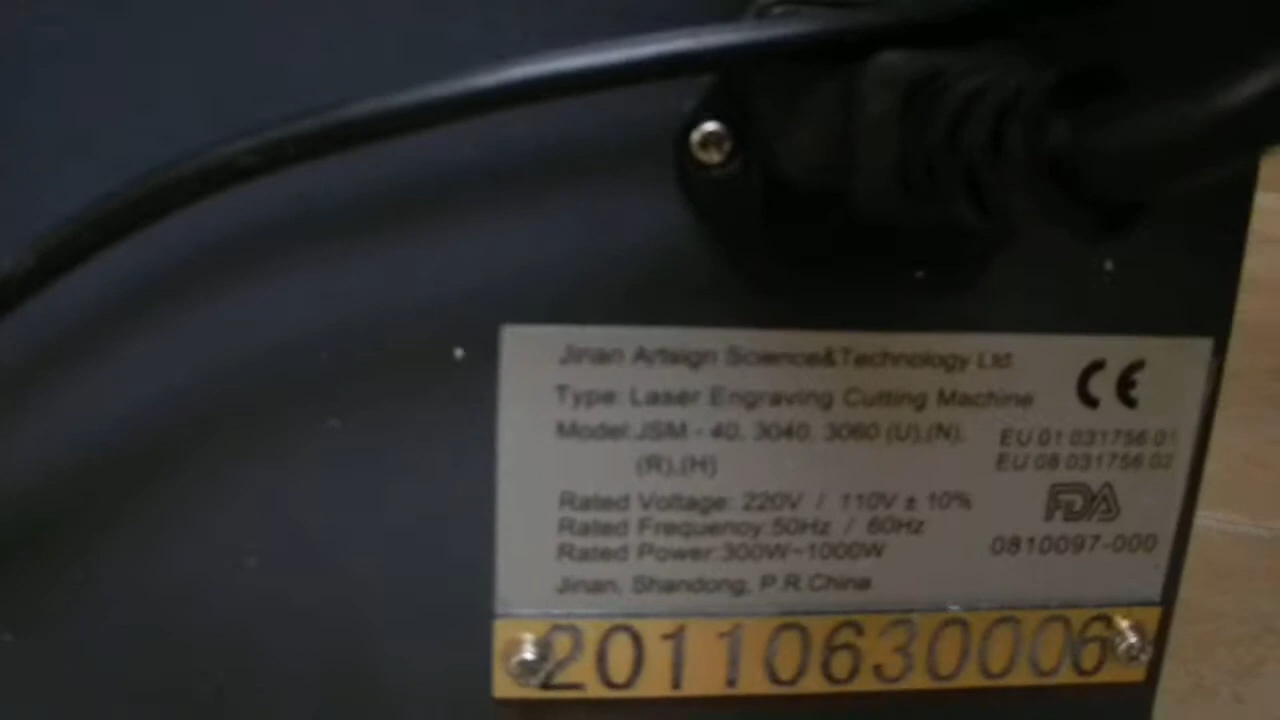 Jinan Artsign Science&Technology Ltd.
Type: Laser Engraving Cutting Machine
CE
Model:JSM - 40, 3040, 3060 (U),(N),
(R),(H)
EU 01 031756 01
EU 08 031756 02
Rated Voltage: 220V / 110V ± 10%
Rated Frequency:50Hz / 60Hz
Rated Power:300W~1000W
FDA
0810097-000
Jinan, Shandong, P.R.China
20110630006